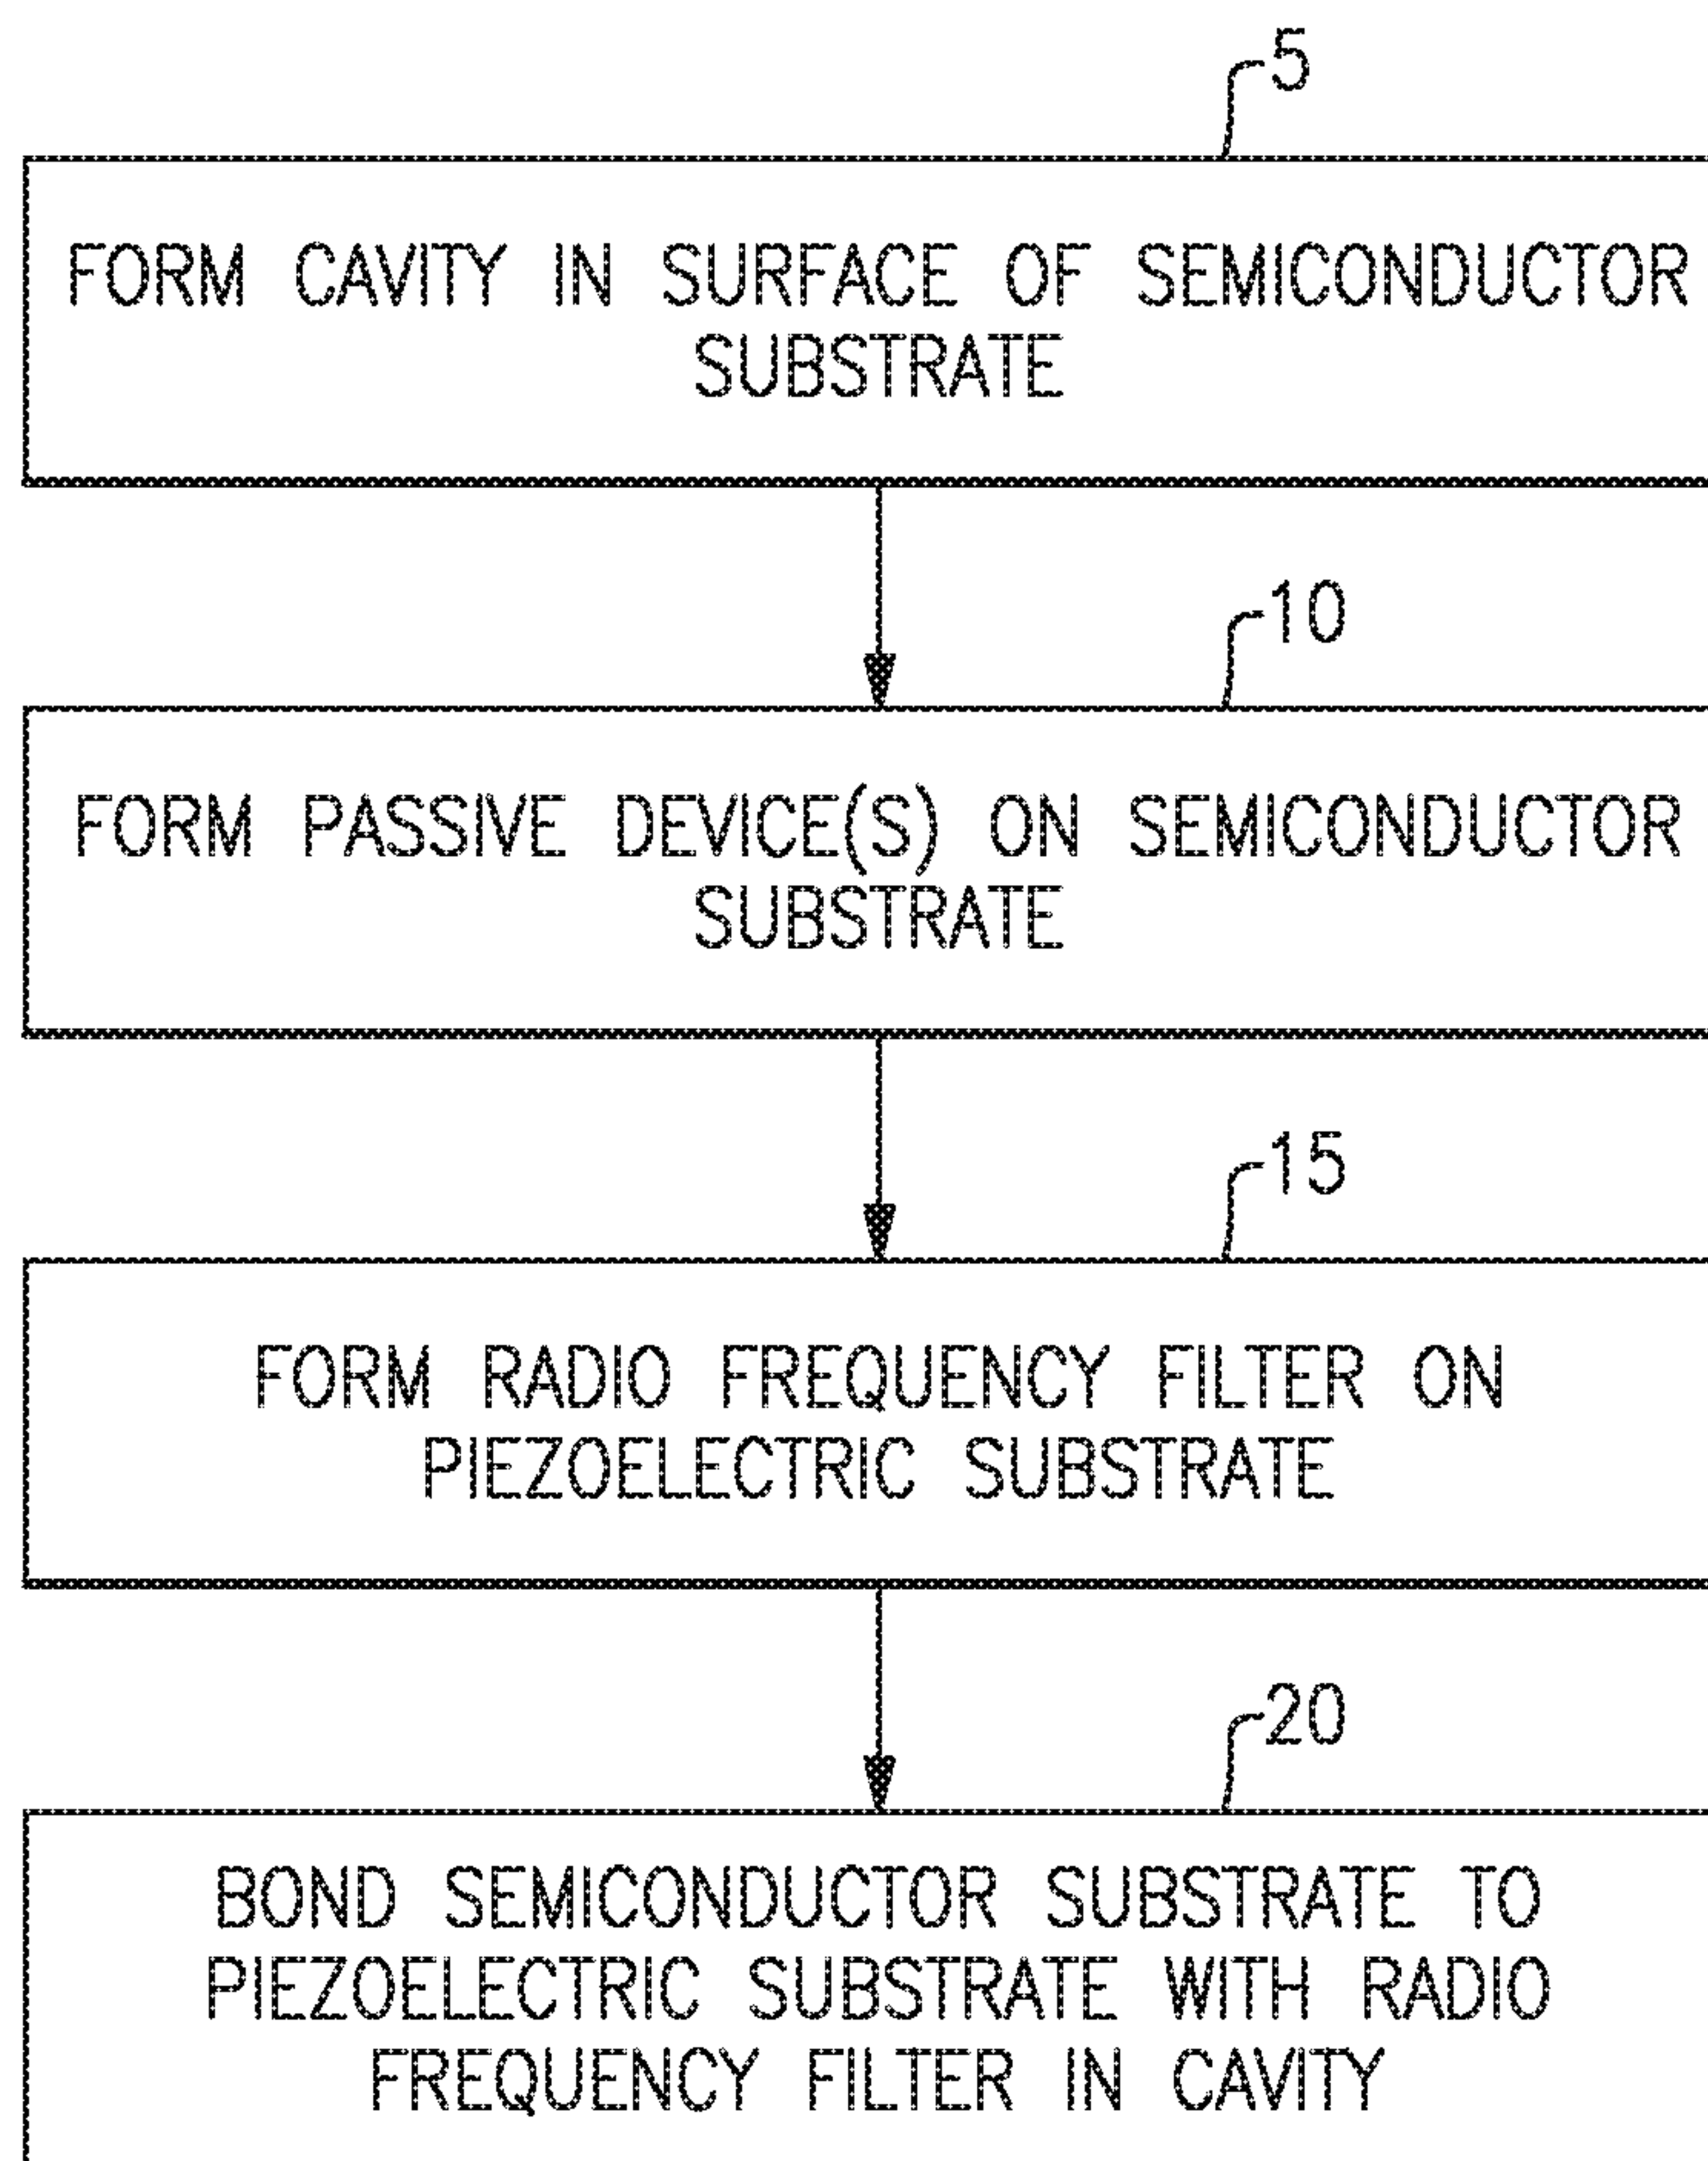 5
FORM CAVITY IN SURFACE OF SEMICONDUCTOR
SUBSTRATE
10
FORM PASSIVE DEVICE(S) ON SEMICONDUCTOR
SUBSTRATE
15
FORM RADIO FREQUENCY FILTER ON
PIEZOELECTRIC SUBSTRATE
20
BOND SEMICONDUCTOR SUBSTRATE TO
PIEZOELECTRIC SUBSTRATE WITH RADIO
FREQUENCY FILTER IN CAVITY